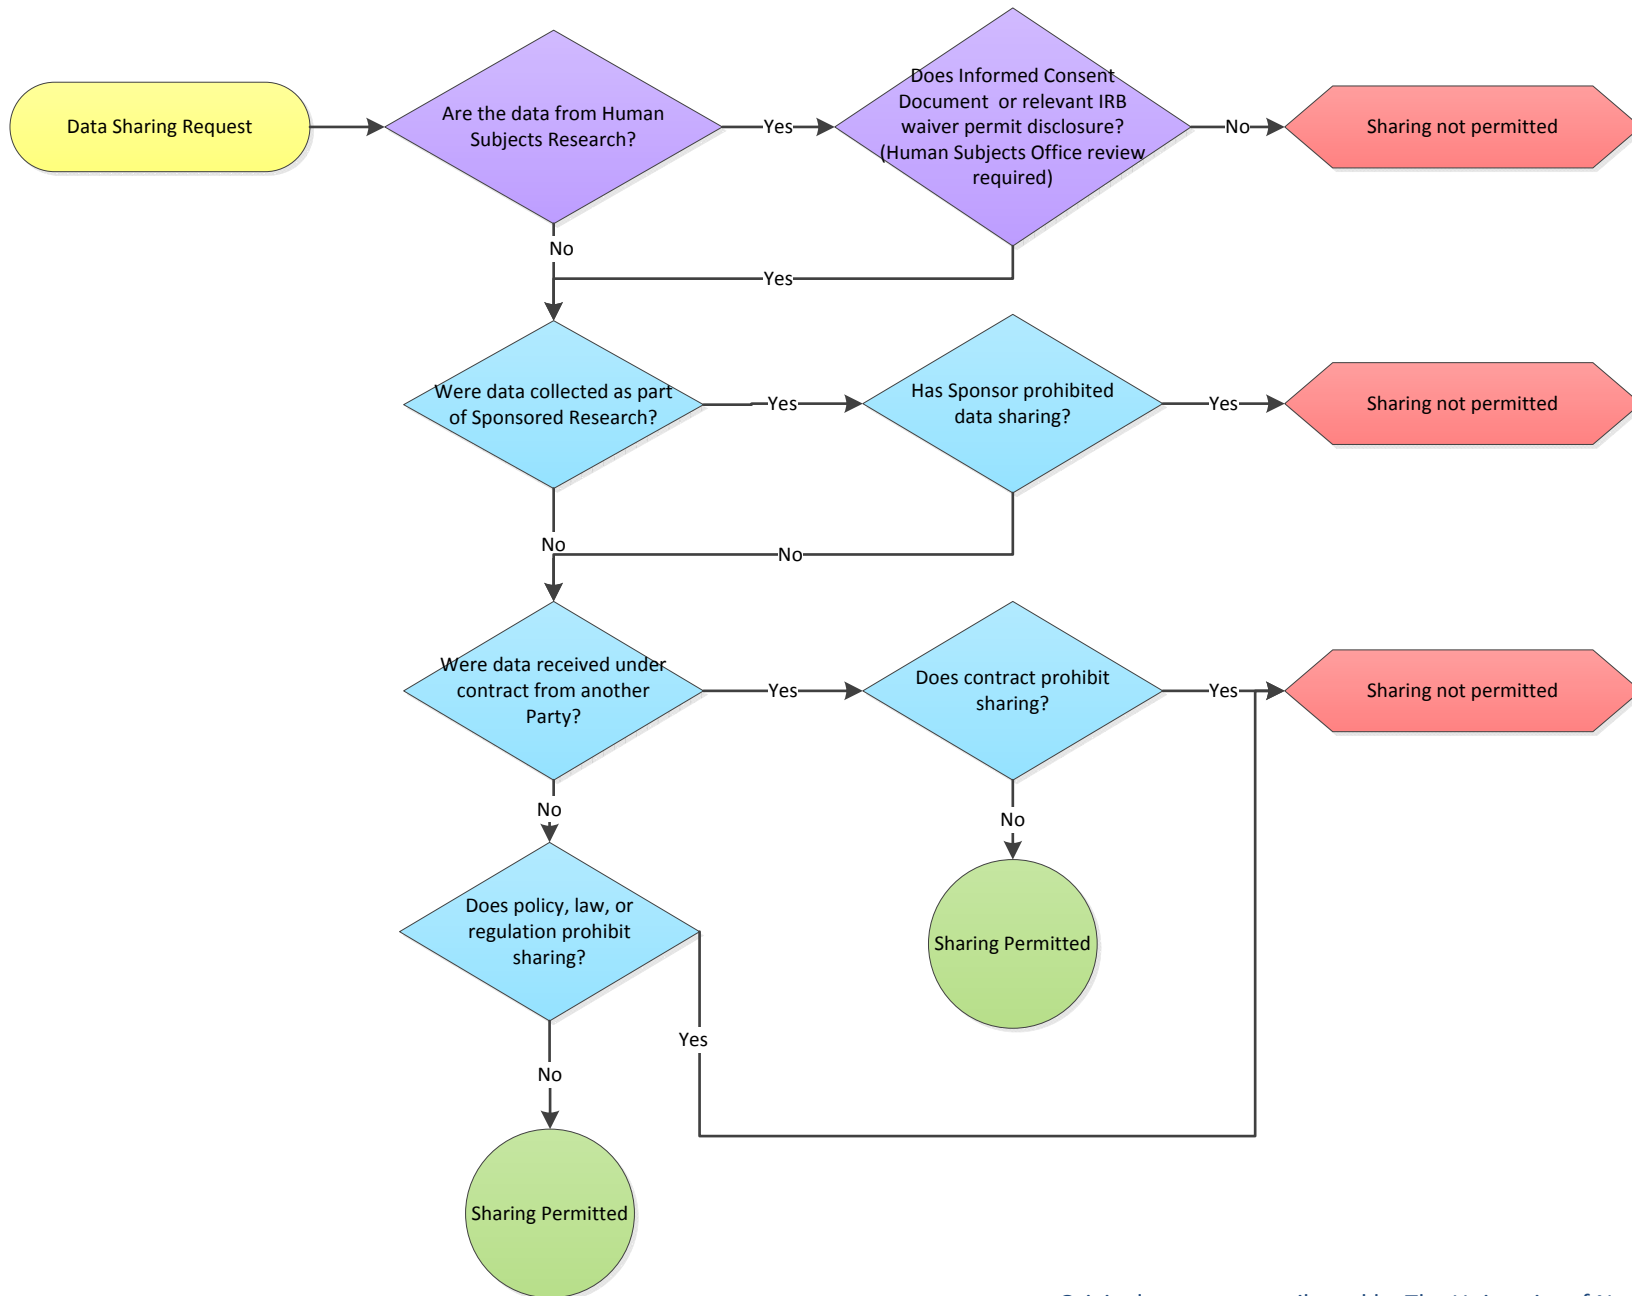 Data Sharing Request
Are the data from Human
Subjects Research?
Yes
Does Informed Consent
Document or relevant IRB
waiver permit disclosure?
(Human Subjects Office review
required)
No
Sharing not permitted
No
Yes
Were data collected as part
of Sponsored Research?
Yes
Has Sponsor prohibited
data sharing?
Yes
Sharing not permitted
No
No
Were data received under
contract from another
Party?
Yes
Does contract prohibit
sharing?
Yes
Sharing not permitted
No
No
Does policy, law, or
regulation prohibit
sharing?
Sharing Permitted
Yes
No
Sharing Permitted